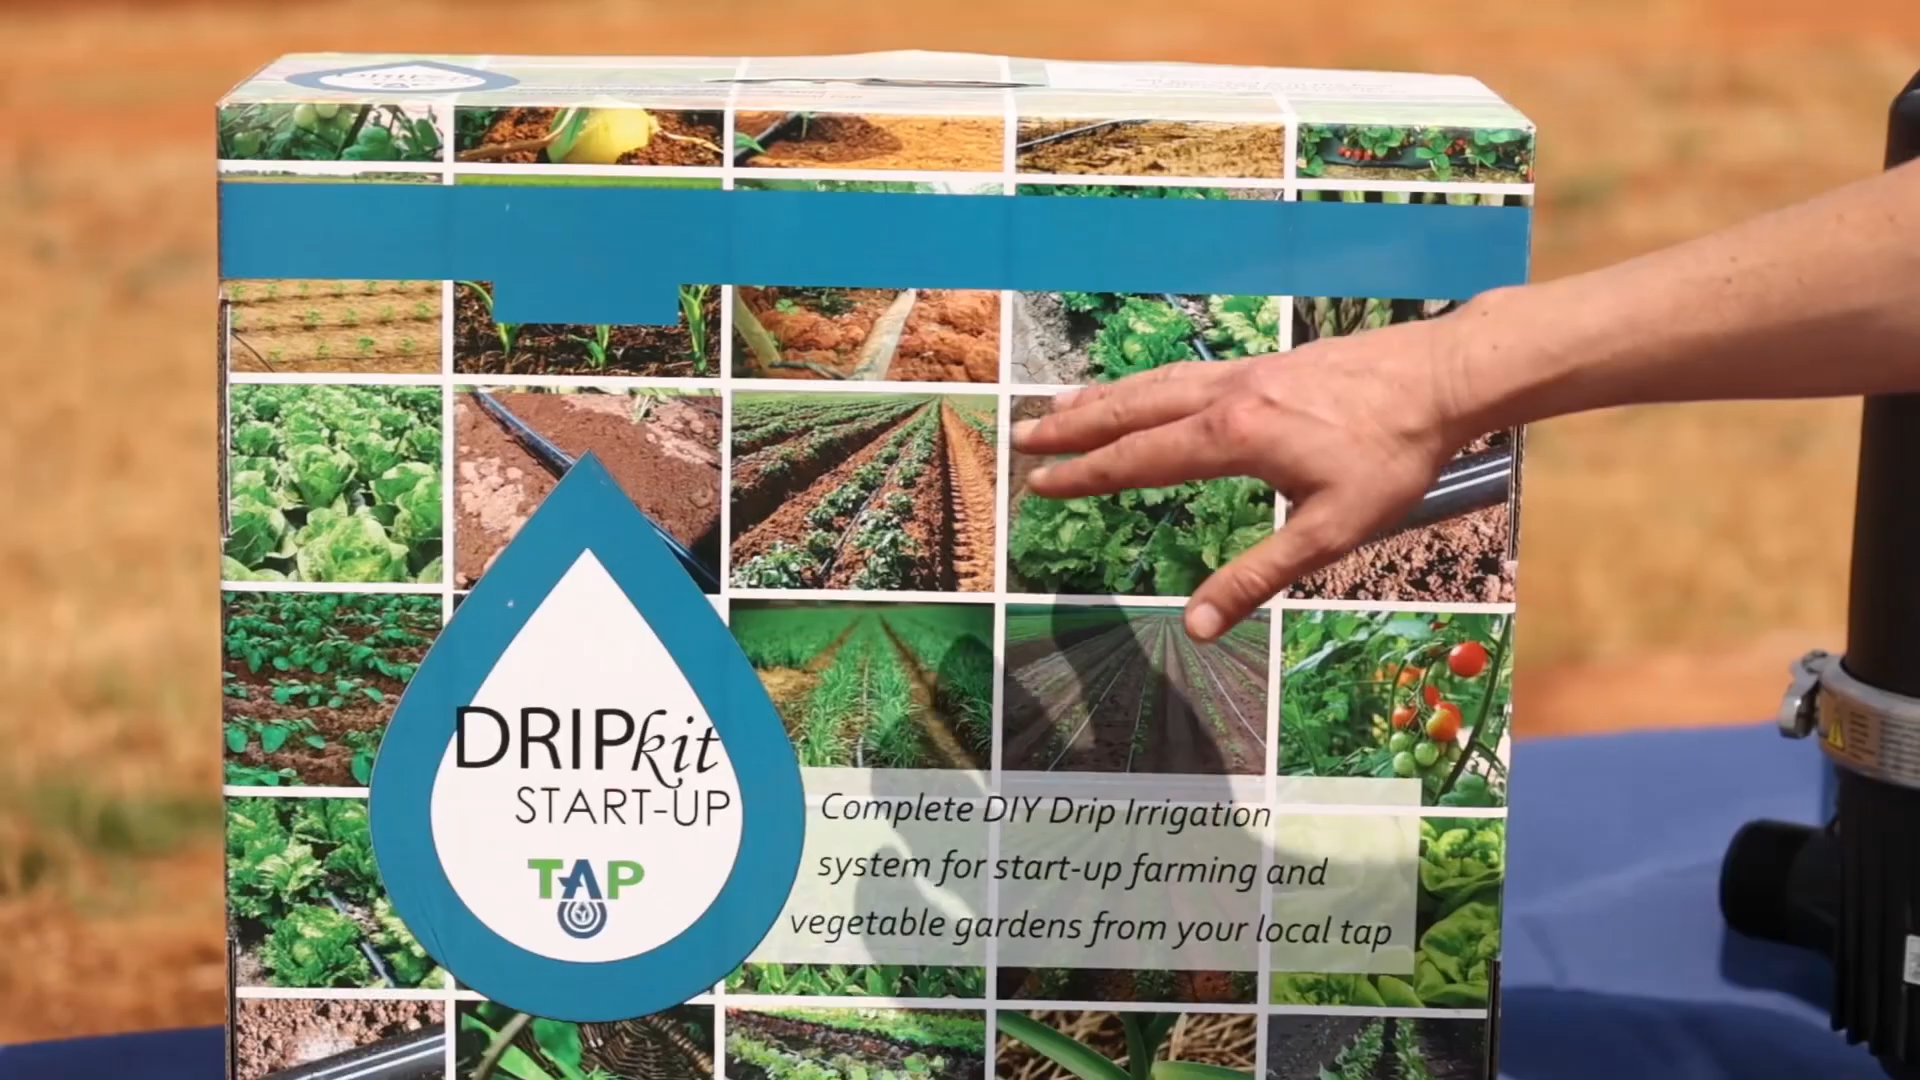 DRIPkit
START-UP
TAP
Complete DIY Drip Irrigation
system for start-up farming and
vegetable gardens from your local tap